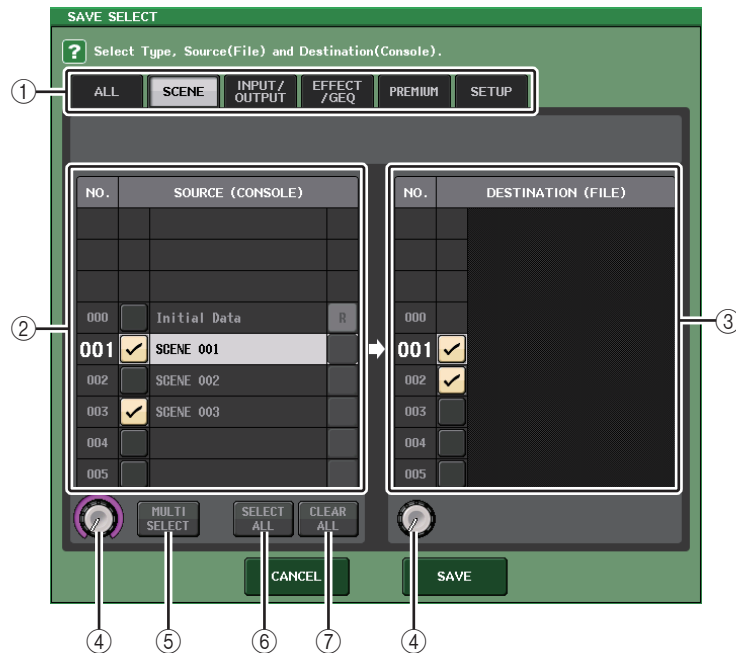 SAVE SELECT
? Select Type, Source(File) and Destination(Console).
① ALL SCENE INPUT/OUTPUT EFFECT/GEQ PREMIUM SETUP
NO. SOURCE (CONSOLE) NO. DESTINATION (FILE)
② 000 Initial Data R 000 ③
001 SCENE 001 001
002 SCENE 002 002
003 SCENE 003 003
004 004
005 005
MULTI SELECT SELECT ALL CLEAR ALL
CANCEL SAVE
④ ⑤ ⑥ ⑦ ④